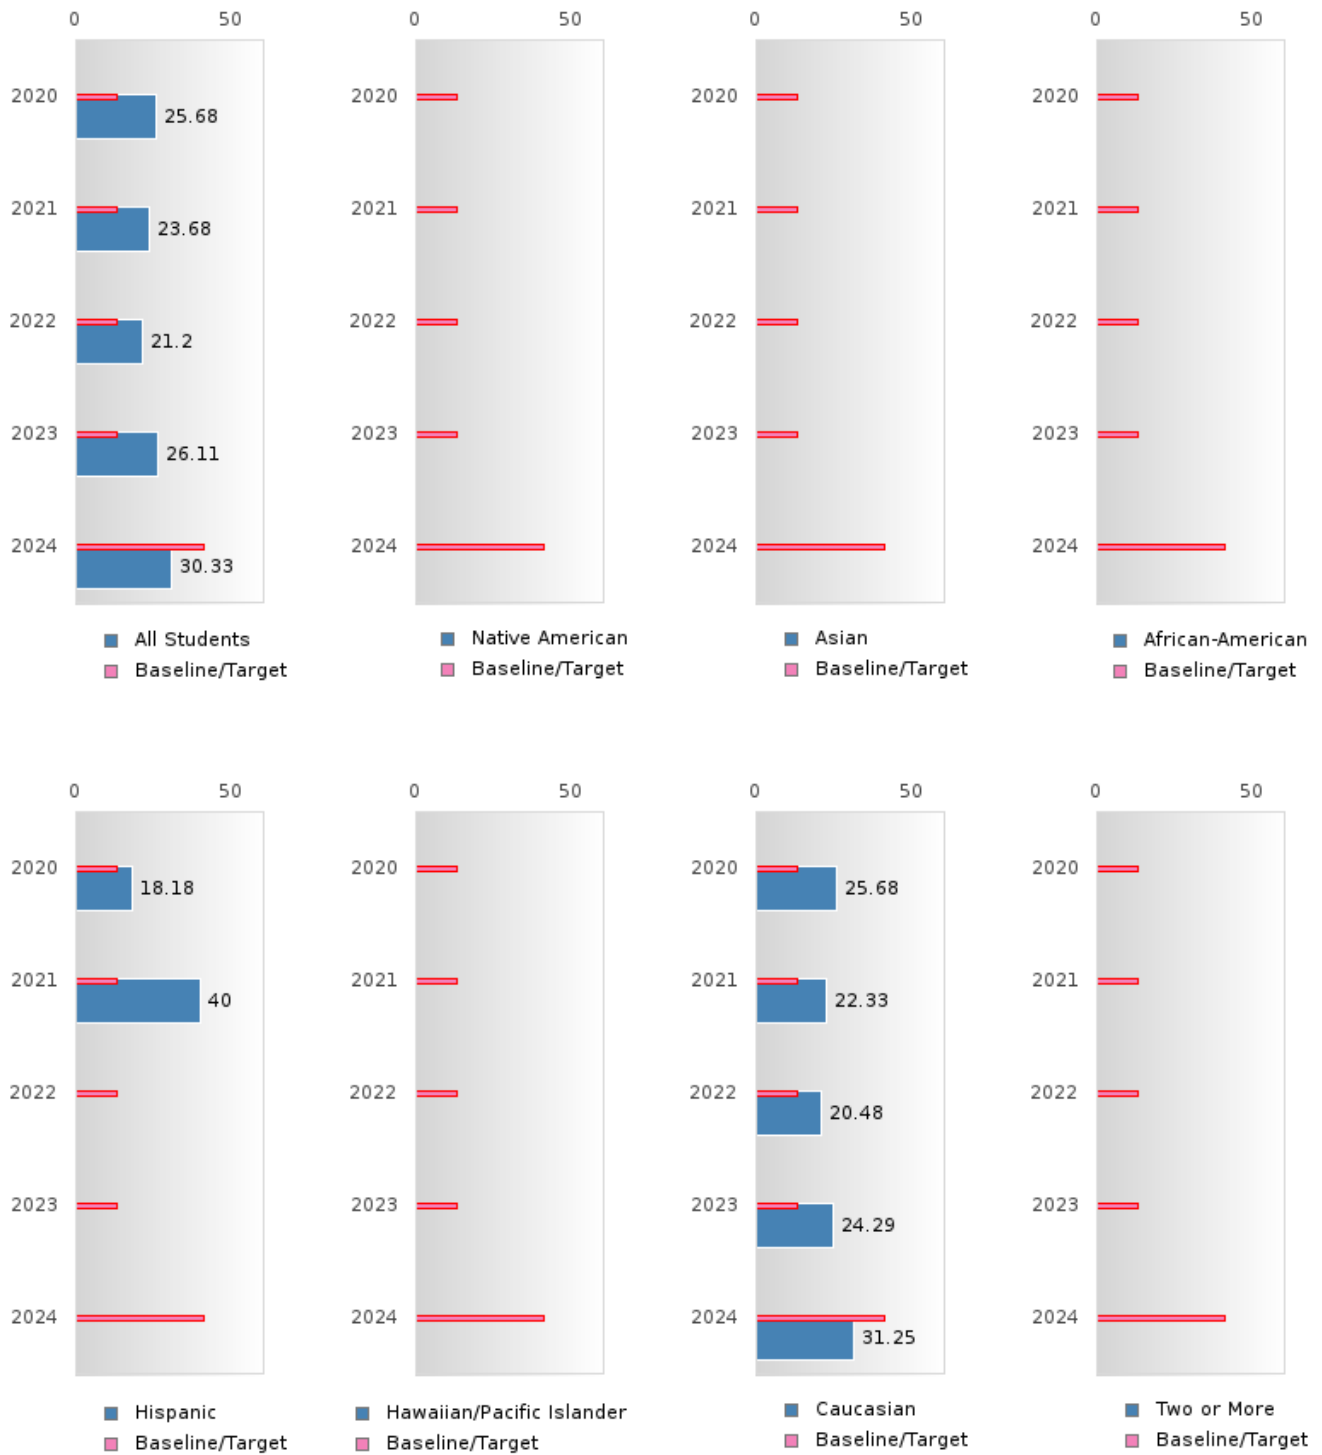 0 50 0 50 0 50 0 50
2020 25.68 2020 2020 2020
2021 23.68 2021 2021 2021
2022 21.2 2022 2022 2022
2023 26.11 2023 2023 2023
2024 30.33 2024 2024 2024
All Students Native American Asian African-American
Baseline/Target Baseline/Target Baseline/Target Baseline/Target
0 50 0 50 0 50 0 50
2020 18.18 2020 2020 25.68 2020
2021 40 2021 2021 22.33 2021
2022 2022 2022 20.48 2022
2023 2023 2023 24.29 2023
2024 2024 2024 31.25 2024
Hispanic Hawaiian/Pacific Islander Caucasian Two or More
Baseline/Target Baseline/Target Baseline/Target Baseline/Target